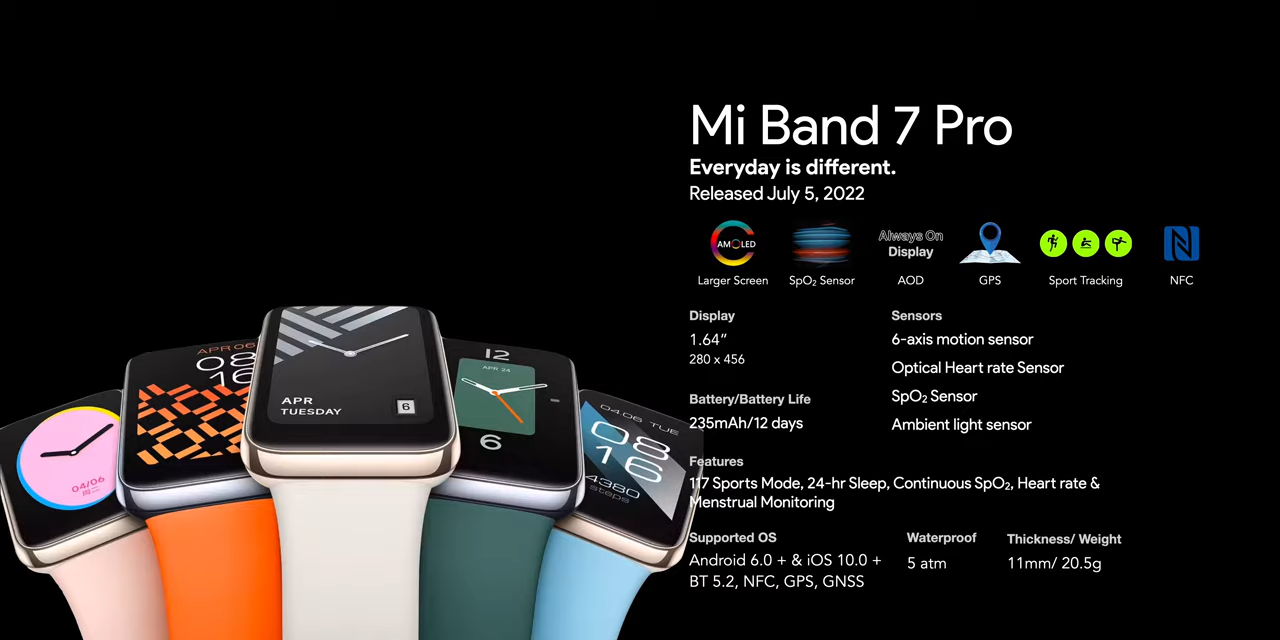 Mi Band 7 Pro
Everyday is different.
Released July 5, 2022
AMOLED
Always On
Display
Larger Screen
SpO₂ Sensor
AOD
GPS
Sport Tracking
NFC
Display
1.64”
280 x 456
Sensors
6-axis motion sensor
Optical Heart rate Sensor
SpO₂ Sensor
Ambient light sensor
Battery/Battery Life
235mAh/12 days
Features
117 Sports Mode, 24-hr Sleep, Continuous SpO₂, Heart rate &
Menstrual Monitoring
Supported OS
Android 6.0 + & iOS 10.0 +
BT 5.2, NFC, GPS, GNSS
Waterproof
5 atm
Thickness/ Weight
11mm/ 20.5g
04/06
APR 06
08
16
APR
TUESDAY
6
12
APR 24
6
04.06 TUE
08
16
4380
steps